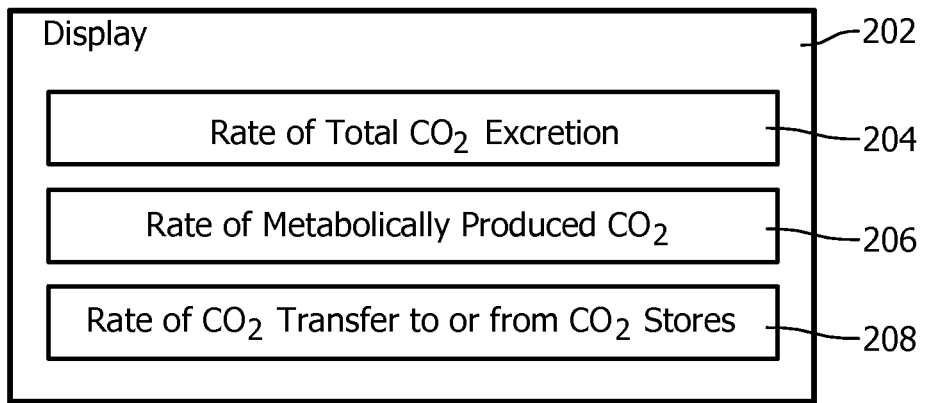 Display
202
Rate of Total CO2 Excretion
204
Rate of Metabolically Produced CO2
206
Rate of CO2 Transfer to or from CO2 Stores
208